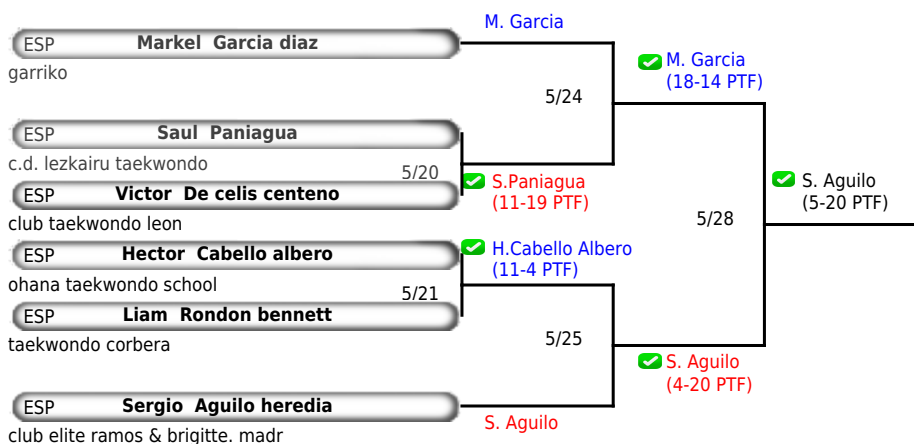 M. Garcia
ESP Markel Garcia diaz
garriko
M. Garcia
(18-14 PTF)
5/24
ESP Saul Paniagua
c.d. lezkairu taekwondo
5/20
S.Paniagua
(11-19 PTF)
S. Aguilo
(5-20 PTF)
ESP Victor De celis centeno
club taekwondo leon
5/28
ESP Hector Cabello albero
H.Cabello Albero
(11-4 PTF)
ohana taekwondo school
5/21
ESP Liam Rondon bennett
taekwondo corbera
5/25
S. Aguilo
(4-20 PTF)
ESP Sergio Aguilo heredia
S. Aguilo
club elite ramos & brigitte. madr